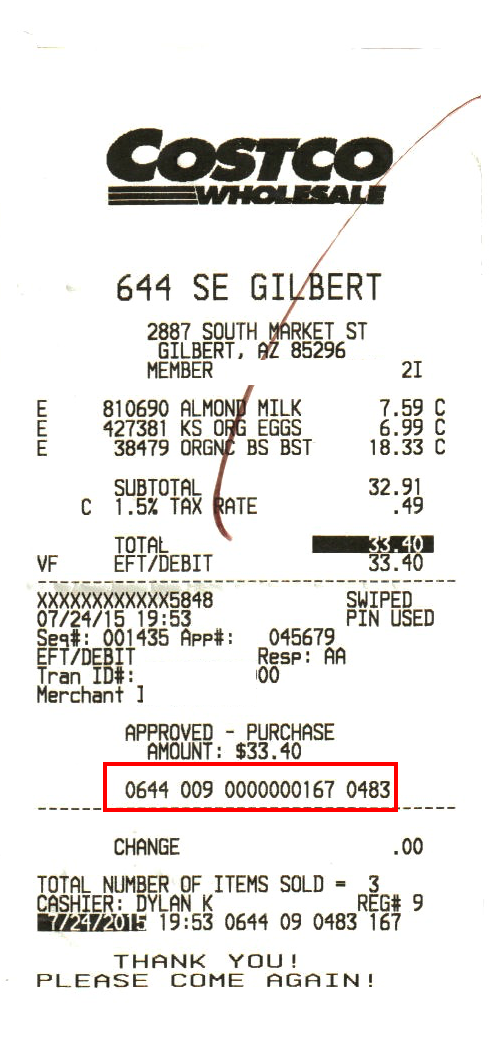 COSTCO
WHOLESALE
644 SE GILBERT
2887 SOUTH MARKET ST
GILBERT, AZ 85296
MEMBER 2I
E 810690 ALMOND MILK 7.59 C
E 427381 KS ORG EGGS 6.99 C
E 38479 ORGNC BS BST 18.33 C
SUBTOTAL 32.91
C 1.5% TAX RATE .49
TOTAL 33.40
VF EFT/DEBIT 33.40
XXXXXXXXXXXX5848 SWIPED
07/24/15 19:53 PIN USED
Seq#: 001435 App#: 045679
EFT/DEBIT Resp: AA
Tran ID#: 00
Merchant I
APPROVED - PURCHASE
AMOUNT: $33.40
0644 009 0000000167 0483
CHANGE .00
TOTAL NUMBER OF ITEMS SOLD = 3
CASHIER: DYLAN K REG# 9
7/24/2015 19:53 0644 09 0483 167
THANK YOU!
PLEASE COME AGAIN!